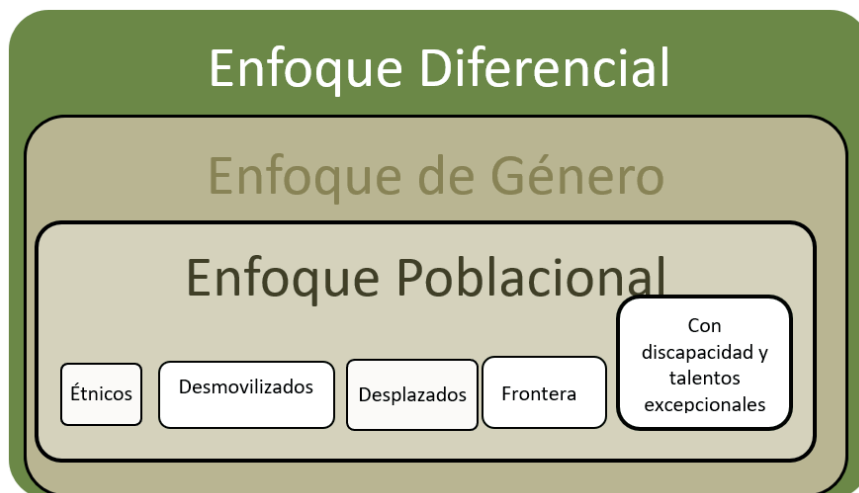 Enfoque Diferencial
Enfoque de Género
Enfoque Poblacional
Étnicos
Desmovilizados
Desplazados
Frontera
Con
discapacidad y
talentos
excepcionales